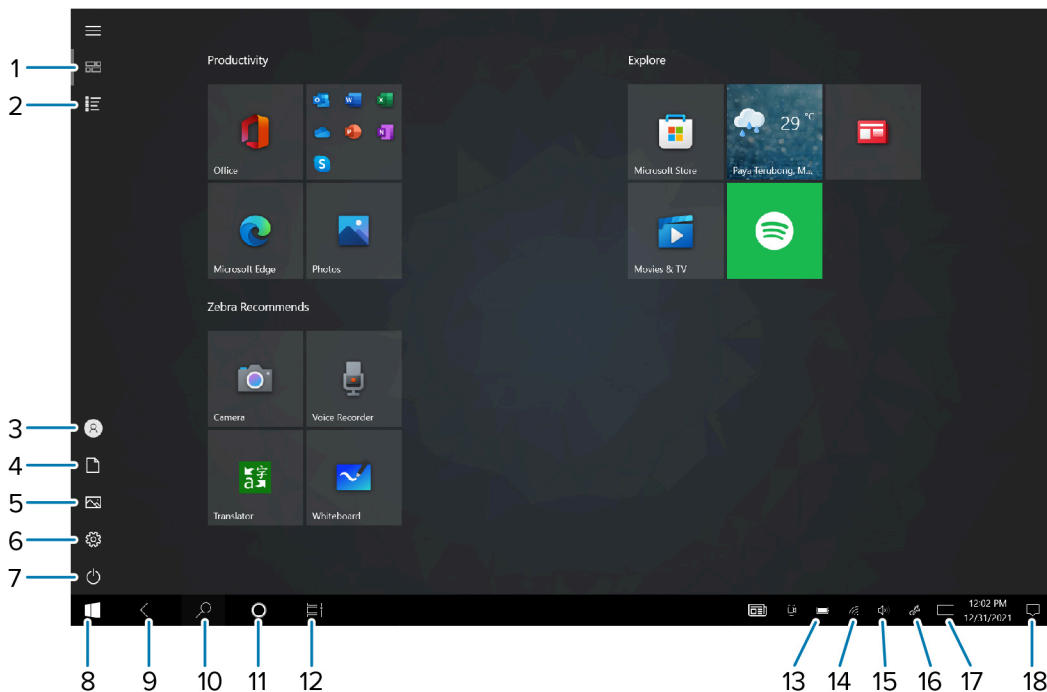 Productivity
Explore
Office
Microsoft Store
29 °C
Paya Terubong, M...
Microsoft Edge
Photos
Movies & TV
Zebra Recommends
Camera
Voice Recorder
字
a
Translator
Whiteboard
1
2
3
4
5
6
7
12:02 PM
12/31/2021
8
9
10
11
12
13
14
15
16
17
18